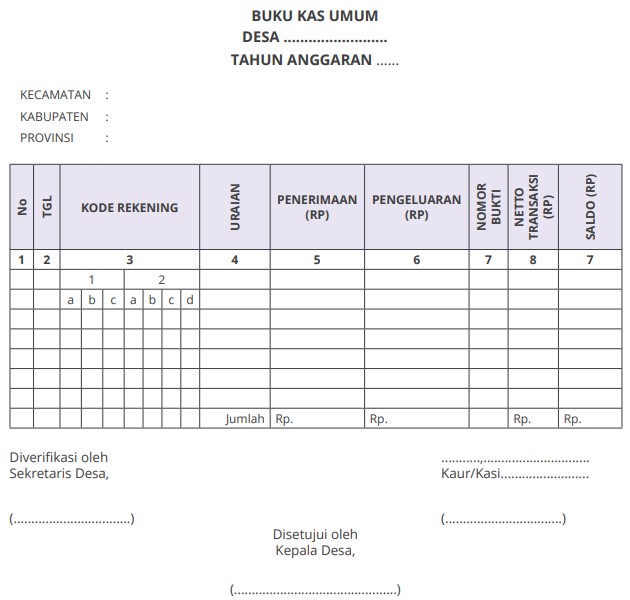 BUKU KAS UMUM
DESA .........................
TAHUN ANGGARAN ......
KECAMATAN :
KABUPATEN :
PROVINSI :
No TGL KODE REKENING URAIAN PENERIMAAN (RP) PENGELUARAN (RP) NOMOR BUKTI NETTO TRANSAKSI (RP) SALDO (RP)
1 2 3 4 5 6 7 8 7
1 2
a b c a b c d
Jumlah Rp. Rp. Rp. Rp.
Diverifikasi oleh
Sekretaris Desa,
...........,..............................
Kaur/Kasi.........................
(.................................)
(.................................)
Disetujui oleh
Kepala Desa,
(..............................................)